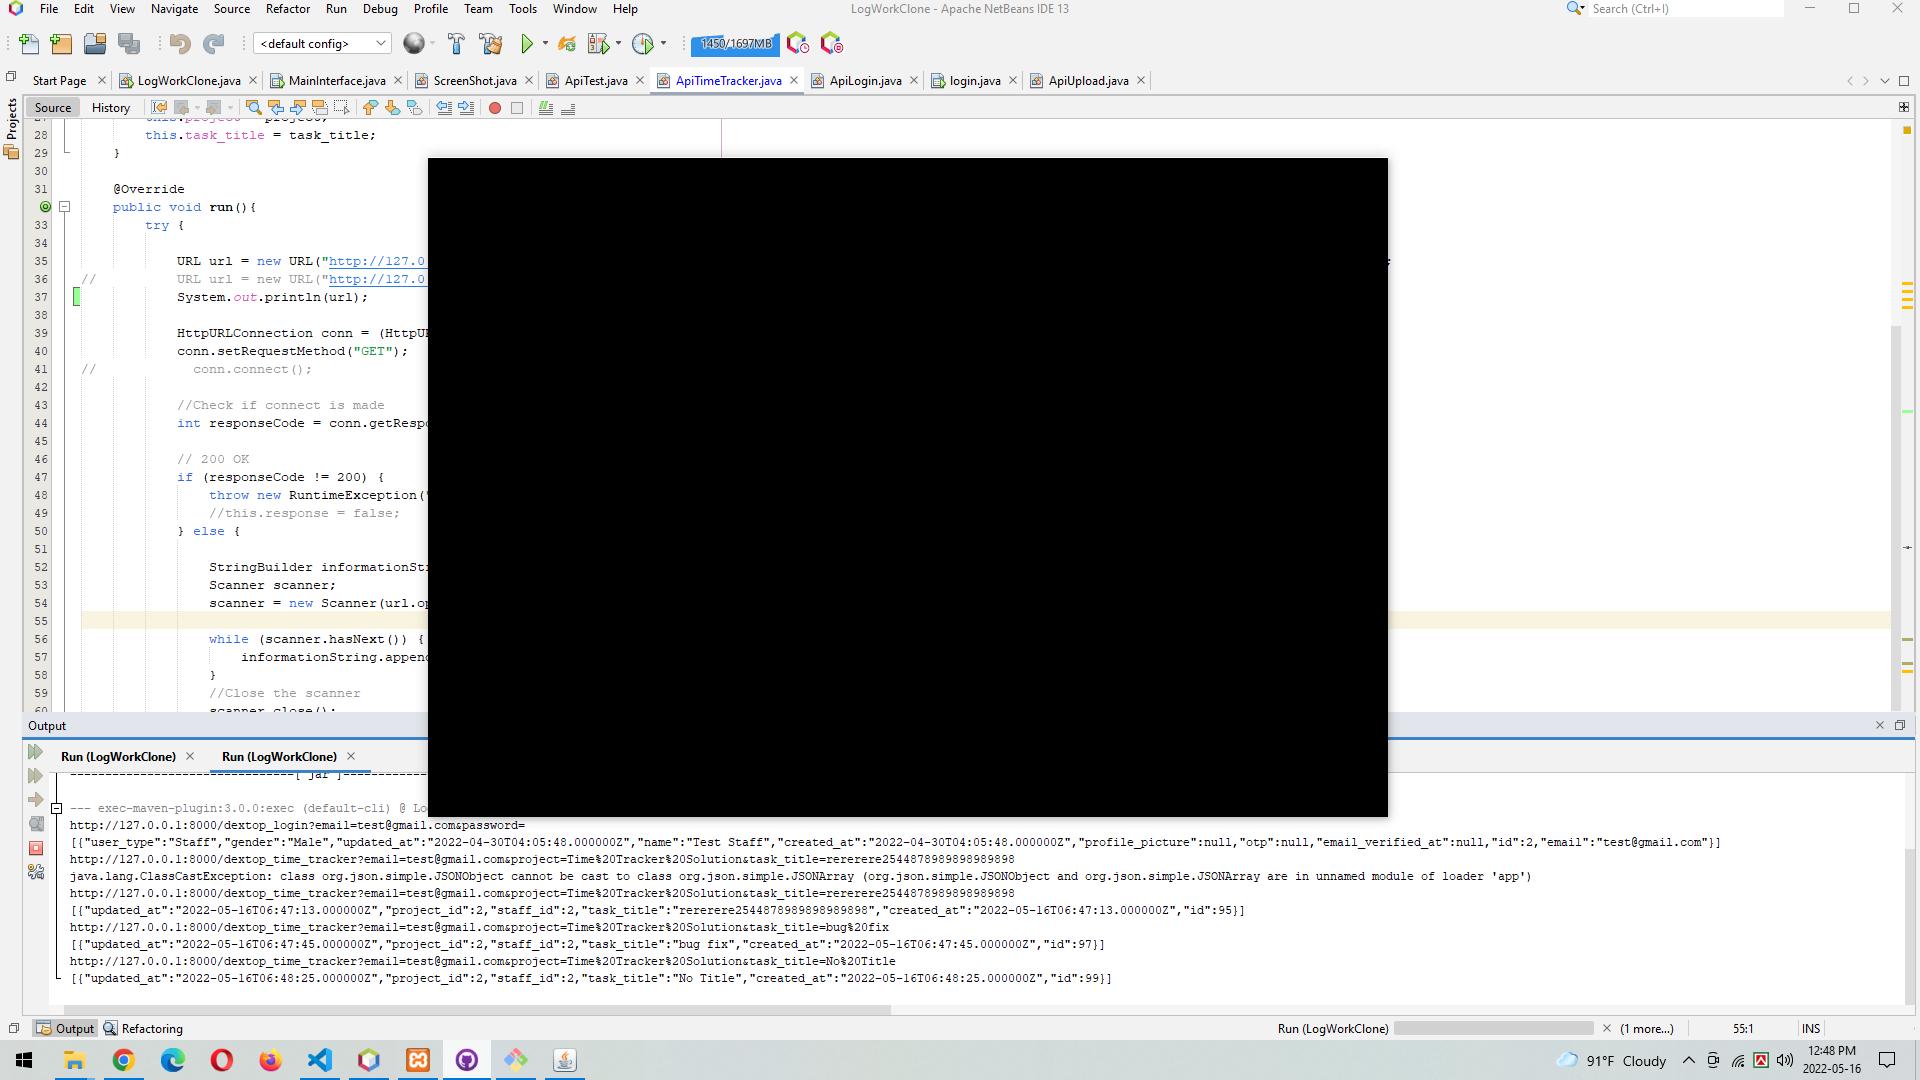 File Edit View Navigate Source Refactor Run Debug Profile Team Tools Window Help
LogWorkClone - Apache NetBeans IDE 13
Search (Ctrl+I)
<default config>
1450/1697MB
Start Page LogWorkClone.java MainInterface.java ScreenShot.java ApiTest.java ApiTimeTracker.java ApiLogin.java login.java ApiUpload.java
Source History
Projects
28 this.task_title = task_title;
29 }
30
31 @Override
public void run(){
33 try {
34
35 URL url = new URL("http://127.0 ;
36 // URL url = new URL("http://127.0
37 System.out.println(url);
38
39 HttpURLConnection conn = (HttpUR
40 conn.setRequestMethod("GET");
41 // conn.connect();
42
43 //Check if connect is made
44 int responseCode = conn.getRespo
45
46 // 200 OK
47 if (responseCode != 200) {
48 throw new RuntimeException("
49 //this.response = false;
50 } else {
51
52 StringBuilder informationStr
53 Scanner scanner;
54 scanner = new Scanner(url.op
55
56 while (scanner.hasNext()) {
57 informationString.append
58 }
59 //Close the scanner
60 scanner.close();
Output
Run (LogWorkClone) Run (LogWorkClone)
[ jar ]
--- exec-maven-plugin:3.0.0:exec (default-cli) @ Lo
http://127.0.0.1:8000/dextop_login?email=test@gmail.com&password=
[{"user_type":"Staff","gender":"Male","updated_at":"2022-04-30T04:05:48.000000Z","name":"Test Staff","created_at":"2022-04-30T04:05:48.000000Z","profile_picture":null,"otp":null,"email_verified_at":null,"id":2,"email":"test@gmail.com"}]
http://127.0.0.1:8000/dextop_time_tracker?email=test@gmail.com&project=Time%20Tracker%20Solution&task_title=rererere2544878989898989898
java.lang.ClassCastException: class org.json.simple.JSONObject cannot be cast to class org.json.simple.JSONArray (org.json.simple.JSONObject and org.json.simple.JSONArray are in unnamed module of loader 'app')
http://127.0.0.1:8000/dextop_time_tracker?email=test@gmail.com&project=Time%20Tracker%20Solution&task_title=rererere2544878989898989898
[{"updated_at":"2022-05-16T06:47:13.000000Z","project_id":2,"staff_id":2,"task_title":"rererere2544878989898989898","created_at":"2022-05-16T06:47:13.000000Z","id":95}]
http://127.0.0.1:8000/dextop_time_tracker?email=test@gmail.com&project=Time%20Tracker%20Solution&task_title=bug%20fix
[{"updated_at":"2022-05-16T06:47:45.000000Z","project_id":2,"staff_id":2,"task_title":"bug fix","created_at":"2022-05-16T06:47:45.000000Z","id":97}]
http://127.0.0.1:8000/dextop_time_tracker?email=test@gmail.com&project=Time%20Tracker%20Solution&task_title=No%20Title
[{"updated_at":"2022-05-16T06:48:25.000000Z","project_id":2,"staff_id":2,"task_title":"No Title","created_at":"2022-05-16T06:48:25.000000Z","id":99}]
Output Refactoring
Run (LogWorkClone) (1 more...) 55:1 INS
91°F Cloudy
12:48 PM
2022-05-16